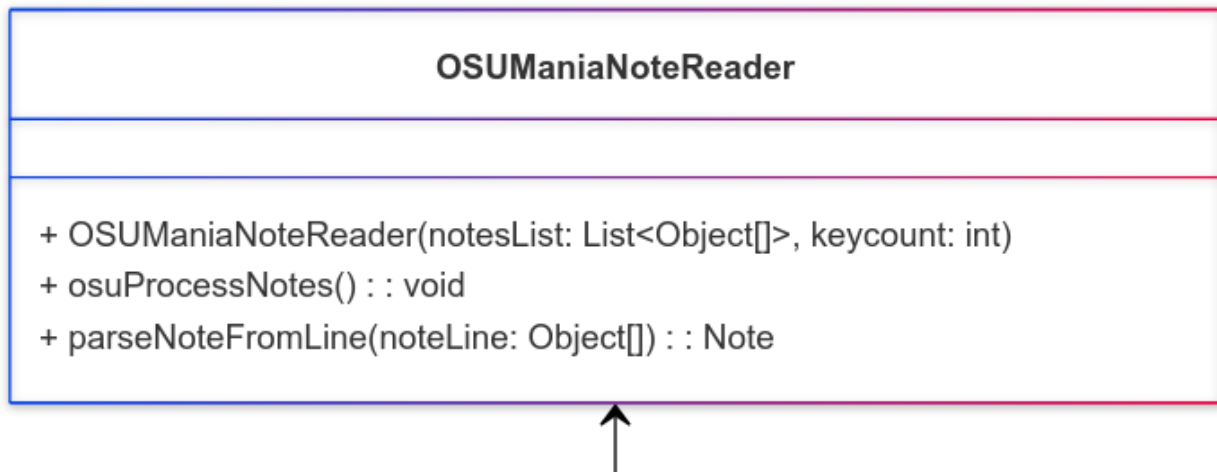 OSUManiaNoteReader
+ OSUManiaNoteReader(notesList: List<Object[]>, keycount: int)
+ osuProcessNotes() : : void
+ parseNoteFromLine(noteLine: Object[]) : : Note